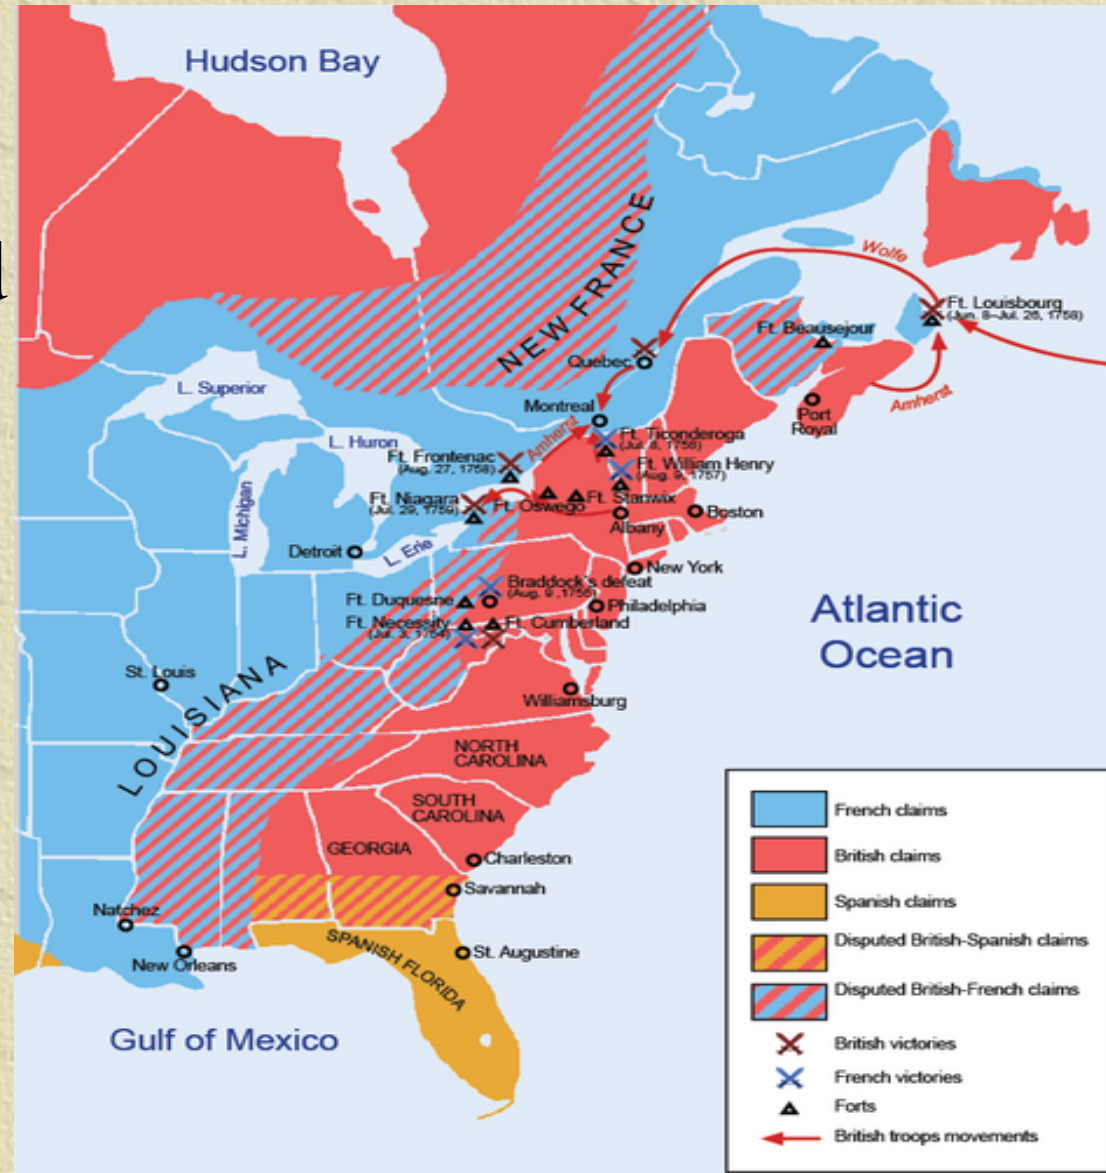 Hudson Bay
d
NEW FRANCE
Wolfe
Ft. Louisbourg
(Jun. 8–Jul. 26, 1758)
Ft. Beausejour
Quebec
L. Superior
Amherst
Port
Royal
Montreal
L. Huron
Amherst
Ft. Ticonderoga
(Jul. 8, 1758)
Ft. Frontenac
(Aug. 27, 1758)
Ft. William Henry
(Aug. 9, 1757)
Ft. Niagara
(Jul. 29, 1759)
Ft. Oswego
Ft. Stanwix
L. Michigan
Albany
Boston
Detroit
L. Erie
New York
Braddock's defeat
(Aug. 9 ,1755)
Ft. Duquesne
Philadelphia
Ft. Necessity
(Jul. 3, 1754)
Ft. Cumberland
Atlantic
Ocean
St. Louis
LOUISIANA
Williamsburg
NORTH
CAROLINA
SOUTH
CAROLINA
GEORGIA
Charleston
Savannah
Natchez
New Orleans
SPANISH FLORIDA
St. Augustine
Gulf of Mexico
French claims
British claims
Spanish claims
Disputed British-Spanish claims
Disputed British-French claims
British victories
French victories
Forts
British troops movements